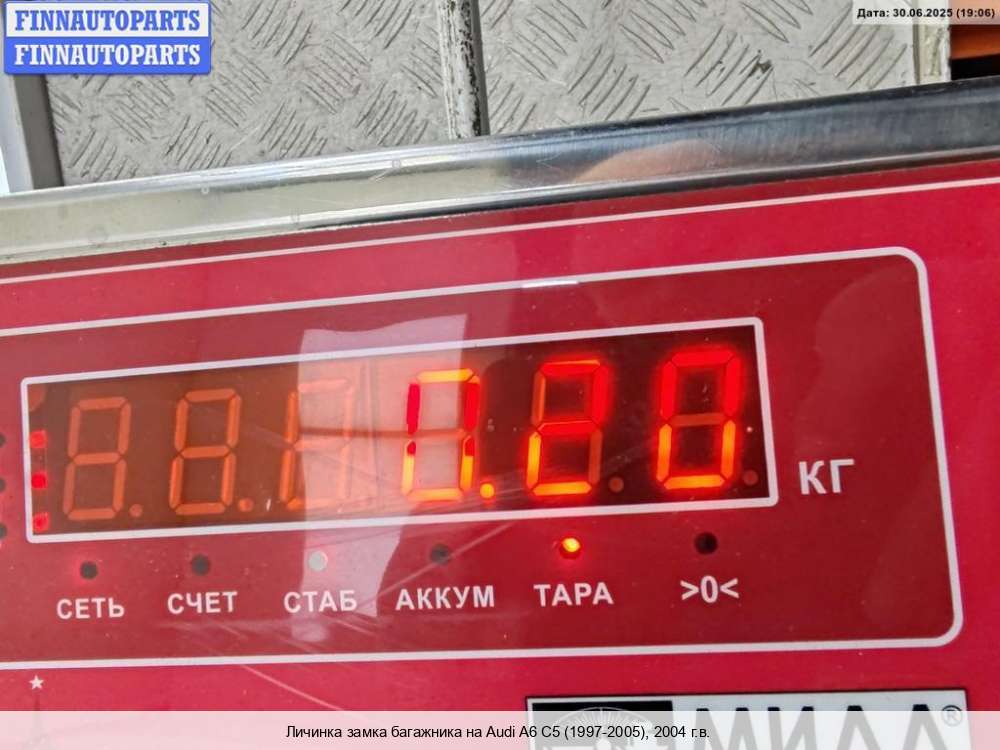 FINNAUTOPARTS
FINNAUTOPARTS
Дата: 30.06.2025 (19:06)
0.20
КГ
СЕТЬ СЧЕТ СТАБ АККУМ ТАРА >0<
Личинка замка багажника на Audi A6 C5 (1997-2005), 2004 г.в.